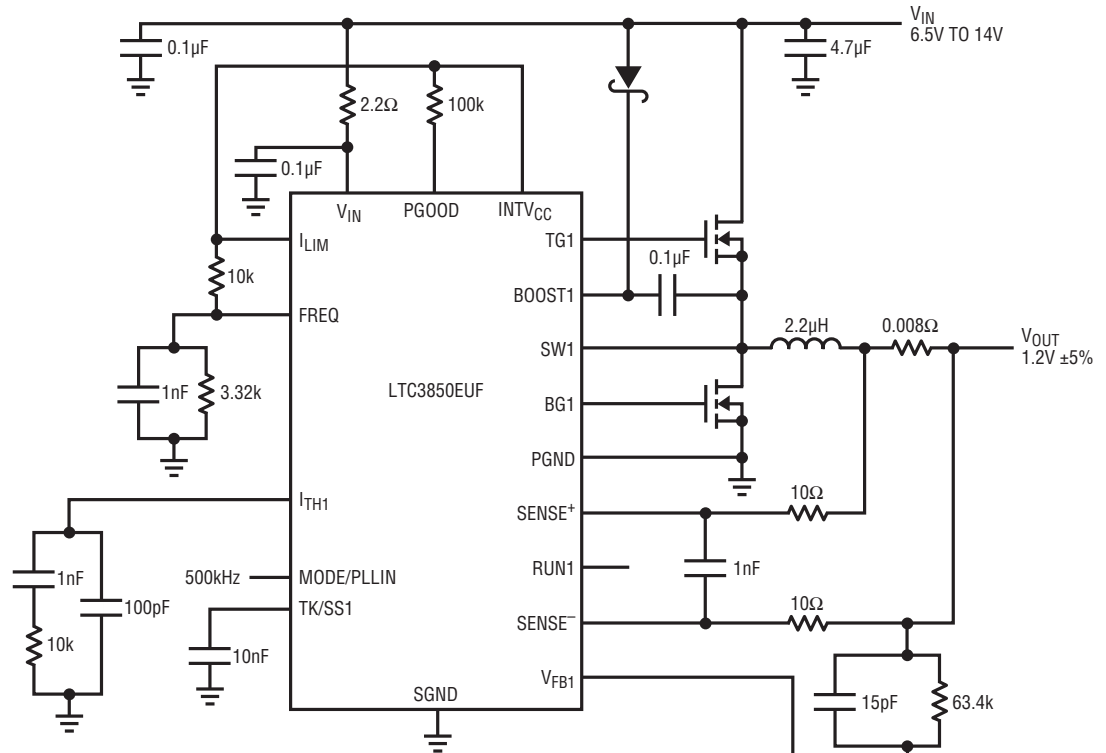 VIN
6.5V TO 14V
0.1µF
4.7µF
2.2Ω
100k
0.1µF
VIN
PGOOD
INTVCC
ILIM
TG1
0.1µF
10k
BOOST1
FREQ
2.2µH
0.008Ω
VOUT
1.2V ±5%
SW1
1nF
3.32k
LTC3850EUF
BG1
PGND
ITH1
SENSE+
10Ω
1nF
100pF
500kHz
MODE/PLLIN
RUN1
1nF
TK/SS1
10Ω
SENSE–
10k
10nF
VFB1
SGND
15pF
63.4k